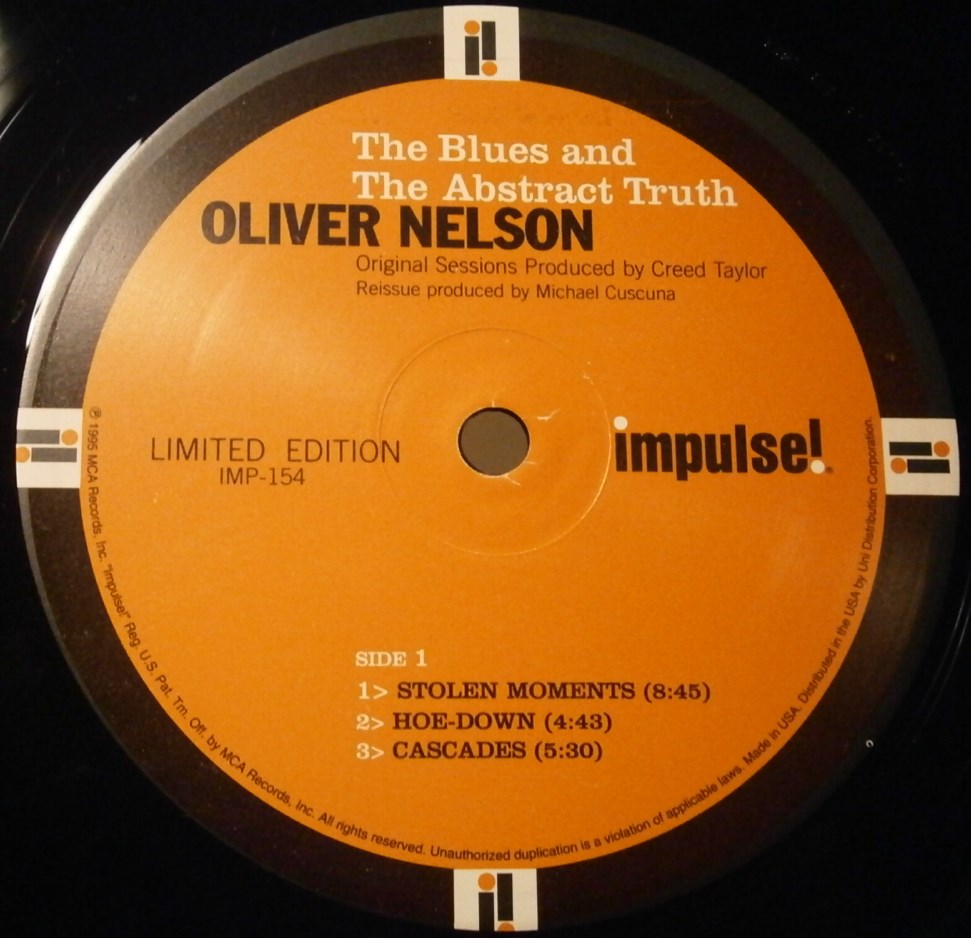 The Blues and
The Abstract Truth
OLIVER NELSON
Original Sessions Produced by Creed Taylor
Reissue produced by Michael Cuscuna
LIMITED EDITION
IMP-154
impulse!
SIDE 1
1> STOLEN MOMENTS (8:45)
2> HOE-DOWN (4:43)
3> CASCADES (5:30)
℗ 1995 MCA Records, Inc. "Impulse!" Reg. U.S. Pat. Tm. Off. by MCA Records, Inc. All rights reserved. Unauthorized duplication is a violation of applicable laws. Made in USA. Distributed in the USA by Uni Distribution Corporation.